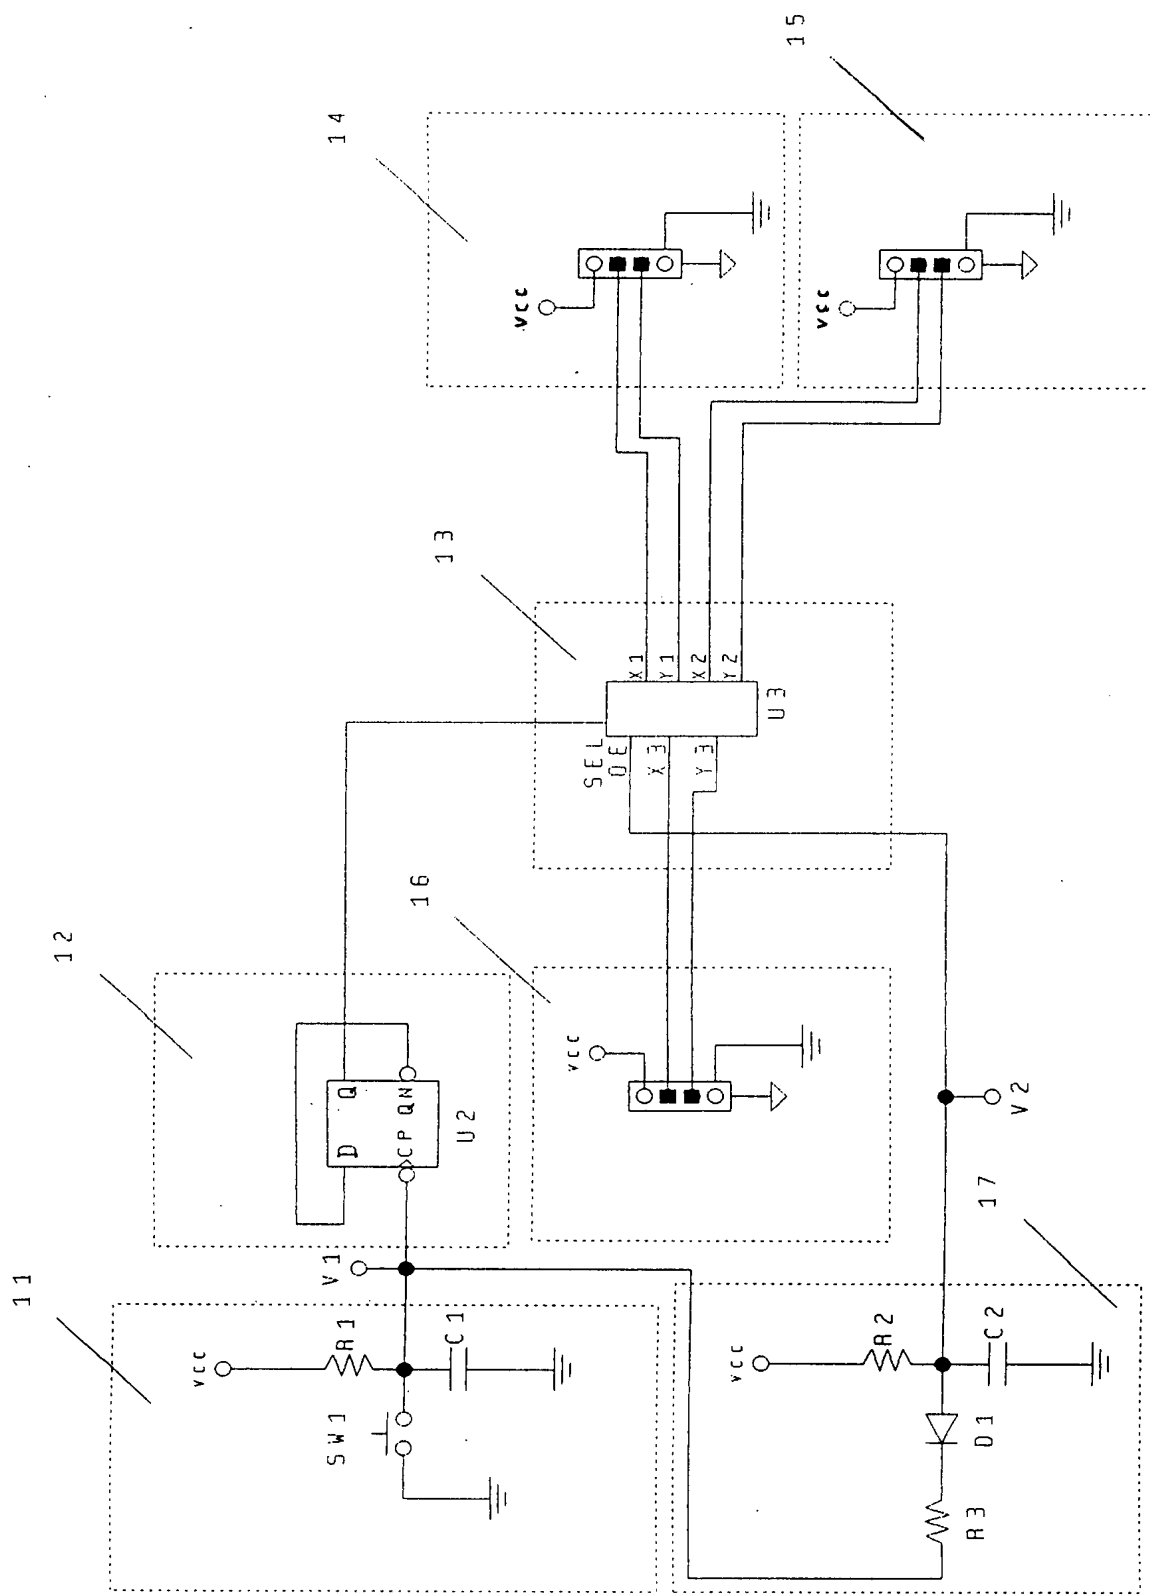 11
VCC
SW1
R1
C1
V1
12
D
Q
CP
QN
U2
16
VCC
13
SEL
OE
X3
Y3
X1
Y1
X2
Y2
U3
14
VCC
15
VCC
17
VCC
R2
C2
D1
R3
V2